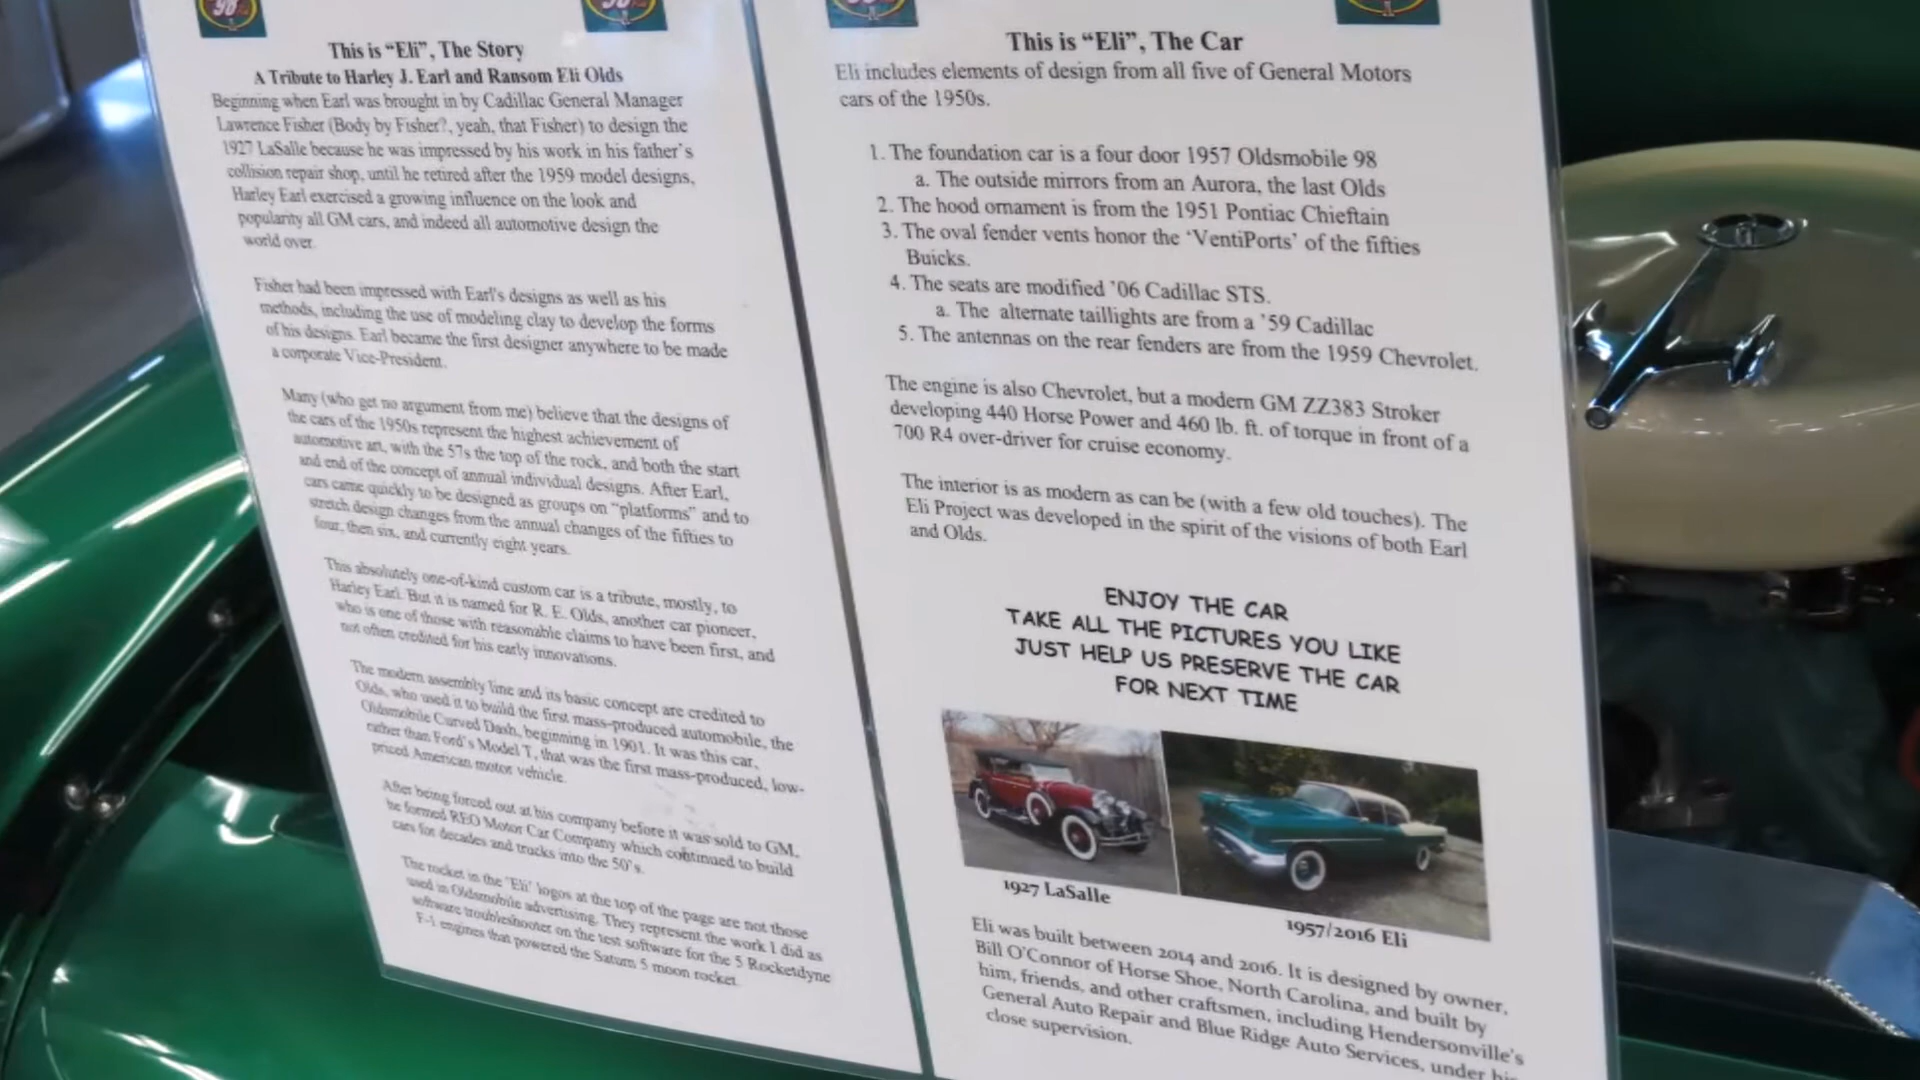 98
98
This is “Eli”, The Story
A Tribute to Harley J. Earl and Ransom Eli Olds
Beginning when Earl was brought in by Cadillac General Manager
Lawrence Fisher (Body by Fisher?, yeah, that Fisher) to design the
1927 LaSalle because he was impressed by his work in his father's
collision repair shop, until he retired after the 1959 model designs,
Harley Earl exercised a growing influence on the look and
popularity all GM cars, and indeed all automotive design the
world over.
Fisher had been impressed with Earl's designs as well as his
methods, including the use of modeling clay to develop the forms
of his designs. Earl became the first designer anywhere to be made
a corporate Vice-President.
Many (who get no argument from me) believe that the designs of
the cars of the 1950s represent the highest achievement of
automotive art, with the 57s the top of the rock, and both the start
and end of the concept of annual individual designs. After Earl,
cars came quickly to be designed as groups on “platforms” and to
stretch design changes from the annual changes of the fifties to
four, then six, and currently eight years.
This absolutely one-of-kind custom car is a tribute, mostly, to
Harley Earl. But it is named for R. E. Olds, another car pioneer,
who is one of those with reasonable claims to have been first, and
not often credited for his early innovations.
The modern assembly line and its basic concept are credited to
Olds, who used it to build the first mass-produced automobile, the
Oldsmobile Curved Dash, beginning in 1901. It was this car,
rather than Ford's Model T, that was the first mass-produced, low-
priced American motor vehicle.
After being forced out at his company before it was sold to GM,
he formed REO Motor Car Company which continued to build
cars for decades and trucks into the 50's.
The rocket in the "Eli" logos at the top of the page are not those
used in Oldsmobile advertising. They represent the work I did as
software troubleshooter on the test software for the 5 Rocketdyne
F-1 engines that powered the Saturn 5 moon rocket.
This is “Eli”, The Car
Eli includes elements of design from all five of General Motors
cars of the 1950s.
1. The foundation car is a four door 1957 Oldsmobile 98
a. The outside mirrors from an Aurora, the last Olds
2. The hood ornament is from the 1951 Pontiac Chieftain
3. The oval fender vents honor the ‘VentiPorts’ of the fifties
Buicks.
4. The seats are modified ’06 Cadillac STS.
a. The alternate taillights are from a ’59 Cadillac
5. The antennas on the rear fenders are from the 1959 Chevrolet.
The engine is also Chevrolet, but a modern GM ZZ383 Stroker
developing 440 Horse Power and 460 lb. ft. of torque in front of a
700 R4 over-driver for cruise economy.
The interior is as modern as can be (with a few old touches). The
Eli Project was developed in the spirit of the visions of both Earl
and Olds.
ENJOY THE CAR
TAKE ALL THE PICTURES YOU LIKE
JUST HELP US PRESERVE THE CAR
FOR NEXT TIME
1927 LaSalle
1957/2016 Eli
Eli was built between 2014 and 2016. It is designed by owner,
Bill O'Connor of Horse Shoe, North Carolina, and built by
him, friends, and other craftsmen, including Hendersonville's
General Auto Repair and Blue Ridge Auto Services, under his
close supervision.